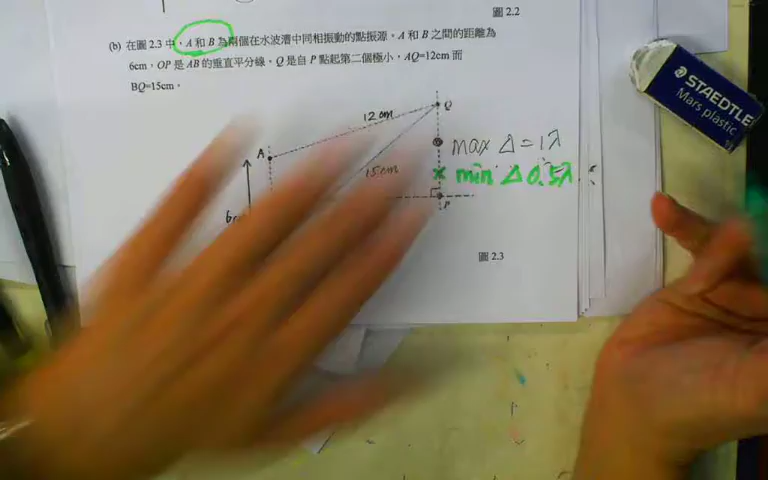 圖 2.2
(b) 在圖 2.3 中，A 和 B 為兩個在水波槽中同相振動的點振源。A 和 B 之間的距離為
6cm，OP 是 AB 的垂直平分線。Q 是自 P 點起第二個極小，AQ=12cm 而
BQ=15cm。
12 cm
Q
A
max Δ = 1λ
15cm
min Δ 0.5λ
P
圖 2.3
STAEDTLER
Mars plastic